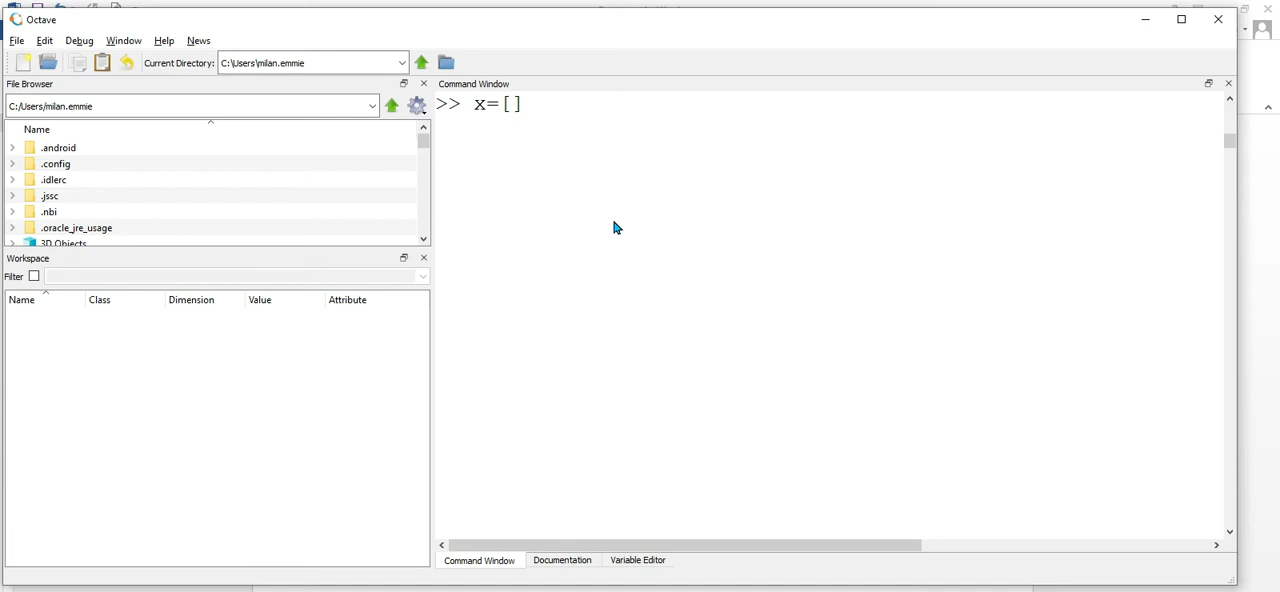 Octave
File Edit Debug Window Help News
Current Directory: C:\Users\milan.emmie
File Browser
C:/Users/milan.emmie
Name
.android
.config
.idlerc
.jssc
.nbi
.oracle_jre_usage
3D Objects
Workspace
Filter
Name Class Dimension Value Attribute
Command Window
>> x=[]
Command Window Documentation Variable Editor